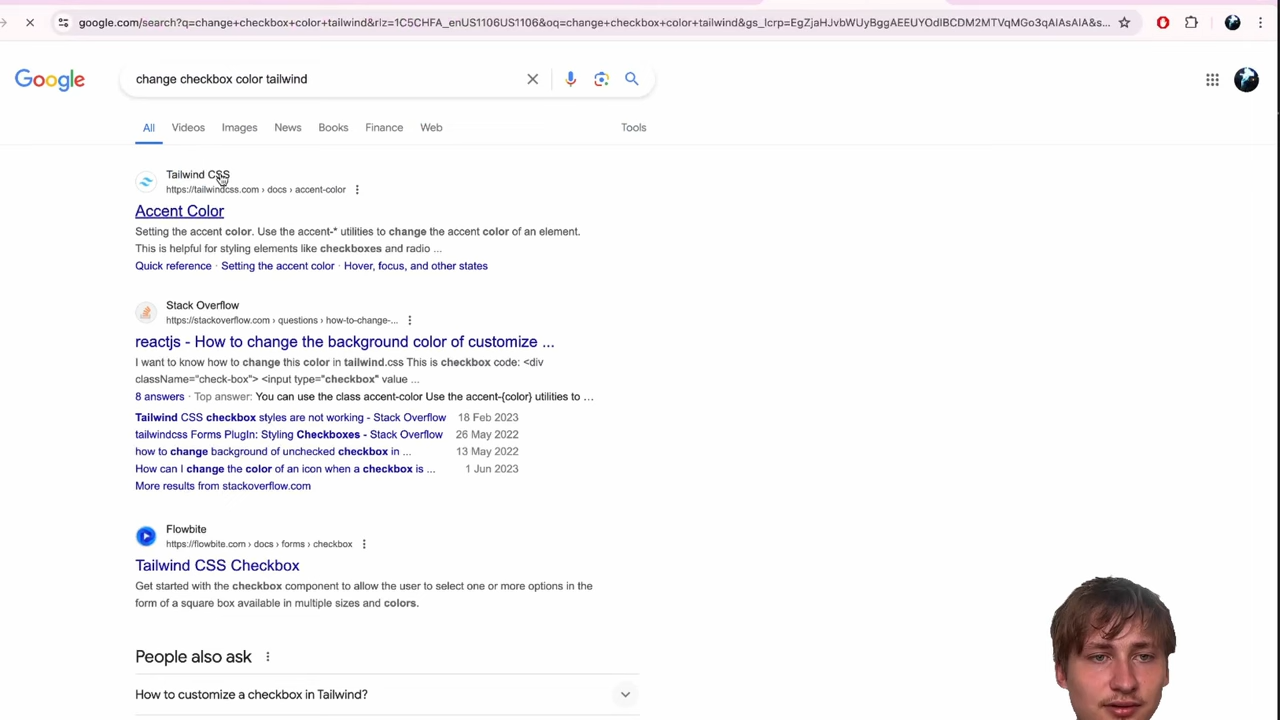 google.com/search?q=change+checkbox+color+tailwind&rlz=1C5CHFA_enUS1106US1106&oq=change+checkbox+color+tailwind&gs_lcrp=EgZjaHJvbWUyBggAEEUYOdIBCDM2MTVqMGo3qAIAsAIA&s...
Google
change checkbox color tailwind
All Videos Images News Books Finance Web Tools
Tailwind CSS
https://tailwindcss.com › docs › accent-color
Accent Color
Setting the accent color. Use the accent-* utilities to change the accent color of an element.
This is helpful for styling elements like checkboxes and radio ...
Quick reference · Setting the accent color · Hover, focus, and other states
Stack Overflow
https://stackoverflow.com › questions › how-to-change-...
reactjs - How to change the background color of customize ...
I want to know how to change this color in tailwind.css This is checkbox code: <div
className="check-box"> <input type="checkbox" value ...
8 answers · Top answer: You can use the class accent-color Use the accent-{color} utilities to ...
Tailwind CSS checkbox styles are not working - Stack Overflow 18 Feb 2023
tailwindcss Forms PlugIn: Styling Checkboxes - Stack Overflow 26 May 2022
how to change background of unchecked checkbox in ... 13 May 2022
How can I change the color of an icon when a checkbox is ... 1 Jun 2023
More results from stackoverflow.com
Flowbite
https://flowbite.com › docs › forms › checkbox
Tailwind CSS Checkbox
Get started with the checkbox component to allow the user to select one or more options in the
form of a square box available in multiple sizes and colors.
People also ask
How to customize a checkbox in Tailwind?